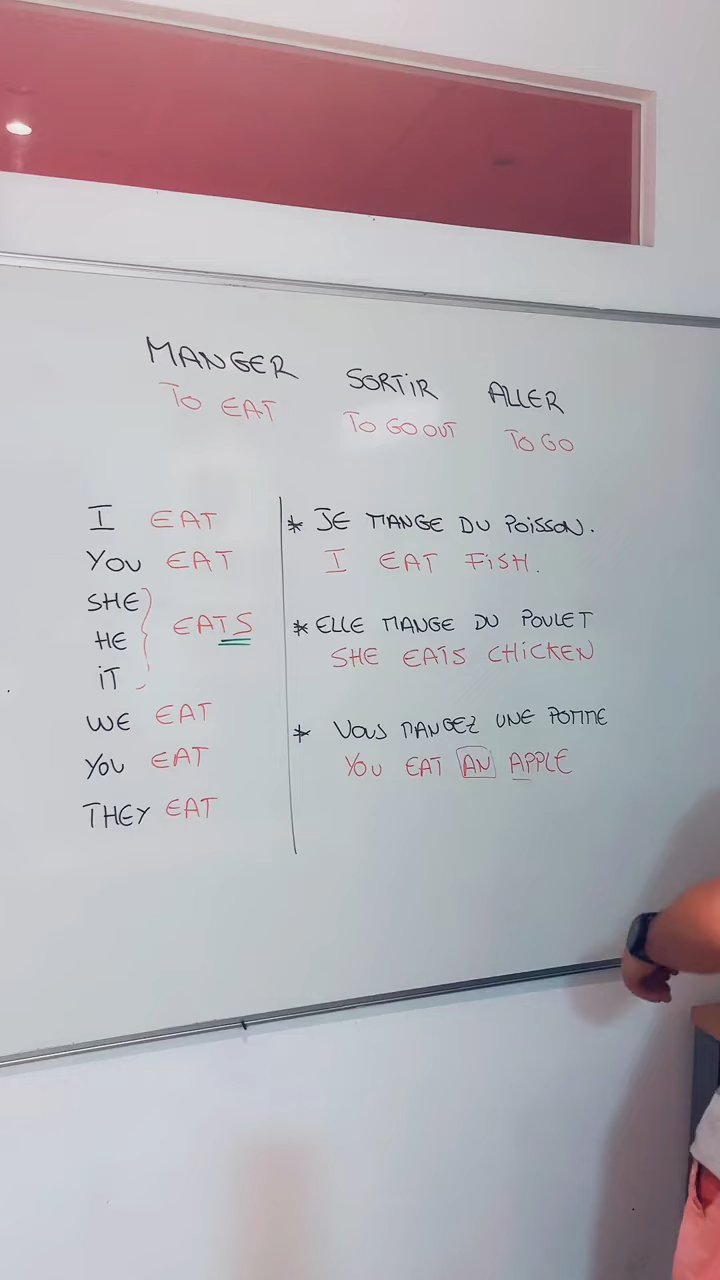 MANGER SORTIR ALLER
TO EAT TO GO OUT TO GO
I EAT
YOU EAT
SHE
HE EATS
IT
WE EAT
YOU EAT
THEY EAT
* JE MANGE DU POISSON.
I EAT FISH.
* ELLE MANGE DU POULET
SHE EATS CHICKEN
* VOUS MANGEZ UNE POMME
YOU EAT AN APPLE